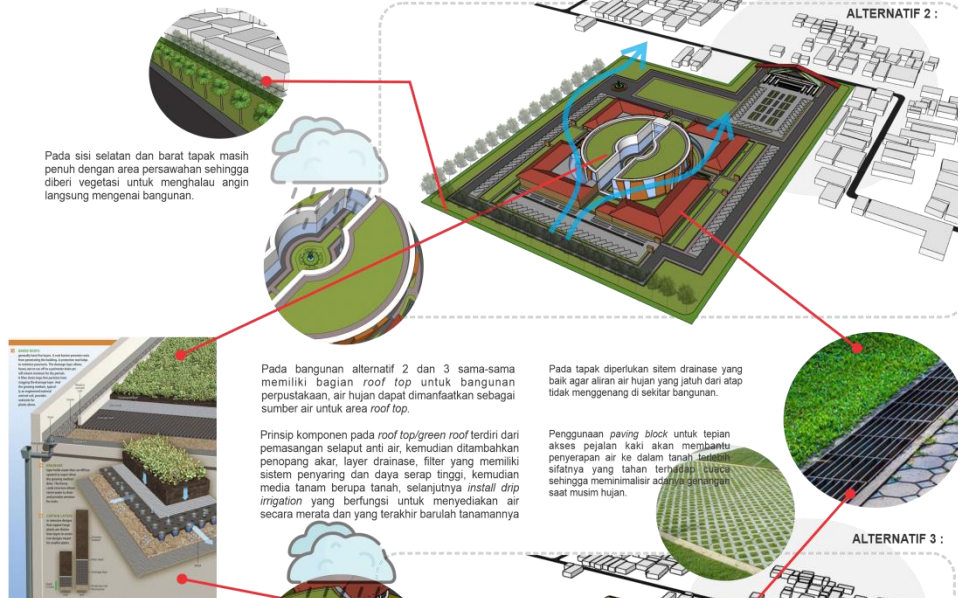 ALTERNATIF 2 :
Pada sisi selatan dan barat tapak masih
penuh dengan area persawahan sehingga
diberi vegetasi untuk menghalau angin
langsung mengenai bangunan.
Pada bangunan alternatif 2 dan 3 sama-sama
memiliki bagian roof top untuk bangunan
perpustakaan, air hujan dapat dimanfaatkan sebagai
sumber air untuk area roof top.
Prinsip komponen pada roof top/green roof terdiri dari
pemasangan selaput anti air, kemudian ditambahkan
penopang akar, layer drainase, filter yang memiliki
sistem penyaring dan daya serap tinggi, kemudian
media tanam berupa tanah, selanjutnya install drip
irrigation yang berfungsi untuk menyediakan air
secara merata dan yang terakhir barulah tanamannya
Pada tapak diperlukan sitem drainase yang
baik agar aliran air hujan yang jatuh dari atap
tidak menggenang di sekitar bangunan.
Penggunaan paving block untuk tepian
akses pejalan kaki akan membantu
penyerapan air ke dalam tanah terlebih
sifatnya yang tahan terhadap cuaca
sehingga meminimalisir adanya genangan
saat musim hujan.
ALTERNATIF 3 :